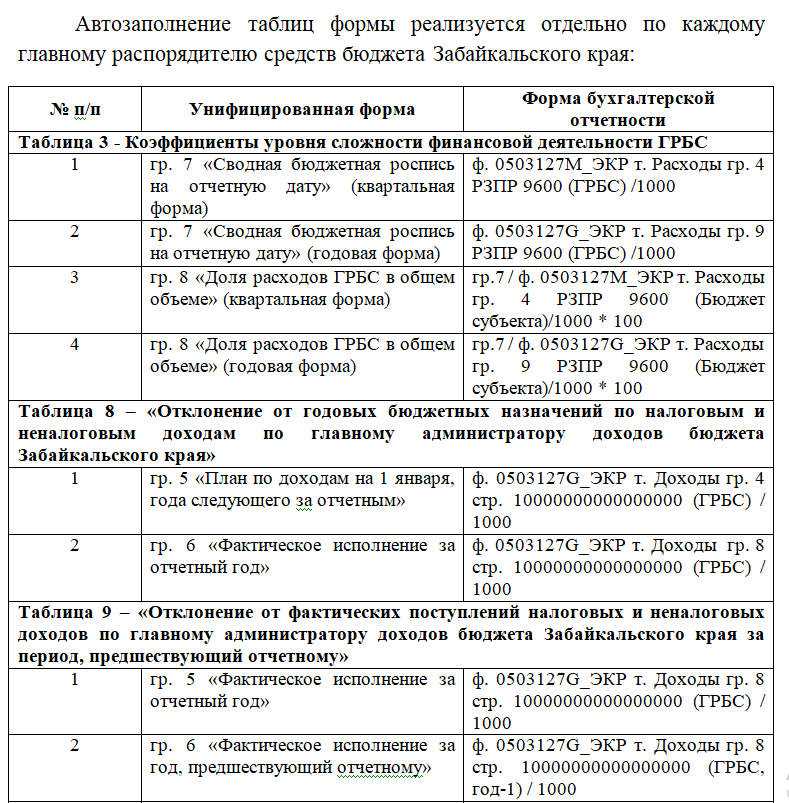 Автозаполнение таблиц формы реализуется отдельно по каждому
главному распорядителю средств бюджета Забайкальского края:
№ п/п
Унифицированная форма
Форма бухгалтерской
отчетности
Таблица 3 - Коэффициенты уровня сложности финансовой деятельности ГРБС
1
гр. 7 «Сводная бюджетная роспись
на отчетную дату» (квартальная
форма)
ф. 0503127M_ЭКР т. Расходы гр. 4
РЗПР 9600 (ГРБС) /1000
2
гр. 7 «Сводная бюджетная роспись
на отчетную дату» (годовая форма)
ф. 0503127G_ЭКР т. Расходы гр. 9
РЗПР 9600 (ГРБС) /1000
3
гр. 8 «Доля расходов ГРБС в общем
объеме» (квартальная форма)
гр.7 / ф. 0503127M_ЭКР т. Расходы
гр. 4 РЗПР 9600 (Бюджет
субъекта)/1000 * 100
4
гр. 8 «Доля расходов ГРБС в общем
объеме» (годовая форма)
гр.7 / ф. 0503127G_ЭКР т. Расходы
гр. 9 РЗПР 9600 (Бюджет
субъекта)/1000 * 100
Таблица 8 – «Отклонение от годовых бюджетных назначений по налоговым и
неналоговым доходам по главному администратору доходов бюджета
Забайкальского края»
1
гр. 5 «План по доходам на 1 января,
года следующего за отчетным»
ф. 0503127G_ЭКР т. Доходы гр. 4
стр. 10000000000000000 (ГРБС) /
1000
2
гр. 6 «Фактическое исполнение за
отчетный год»
ф. 0503127G_ЭКР т. Доходы гр. 8
стр. 10000000000000000 (ГРБС) /
1000
Таблица 9 – «Отклонение от фактических поступлений налоговых и неналоговых
доходов по главному администратору доходов бюджета Забайкальского края за
период, предшествующий отчетному»
1
гр. 5 «Фактическое исполнение за
отчетный год»
ф. 0503127G_ЭКР т. Доходы гр. 8
стр. 10000000000000000 (ГРБС) /
1000
2
гр. 6 «Фактическое исполнение за
год, предшествующий отчетному»
ф. 0503127G_ЭКР т. Доходы гр. 8
стр. 10000000000000000 (ГРБС,
год-1) / 1000